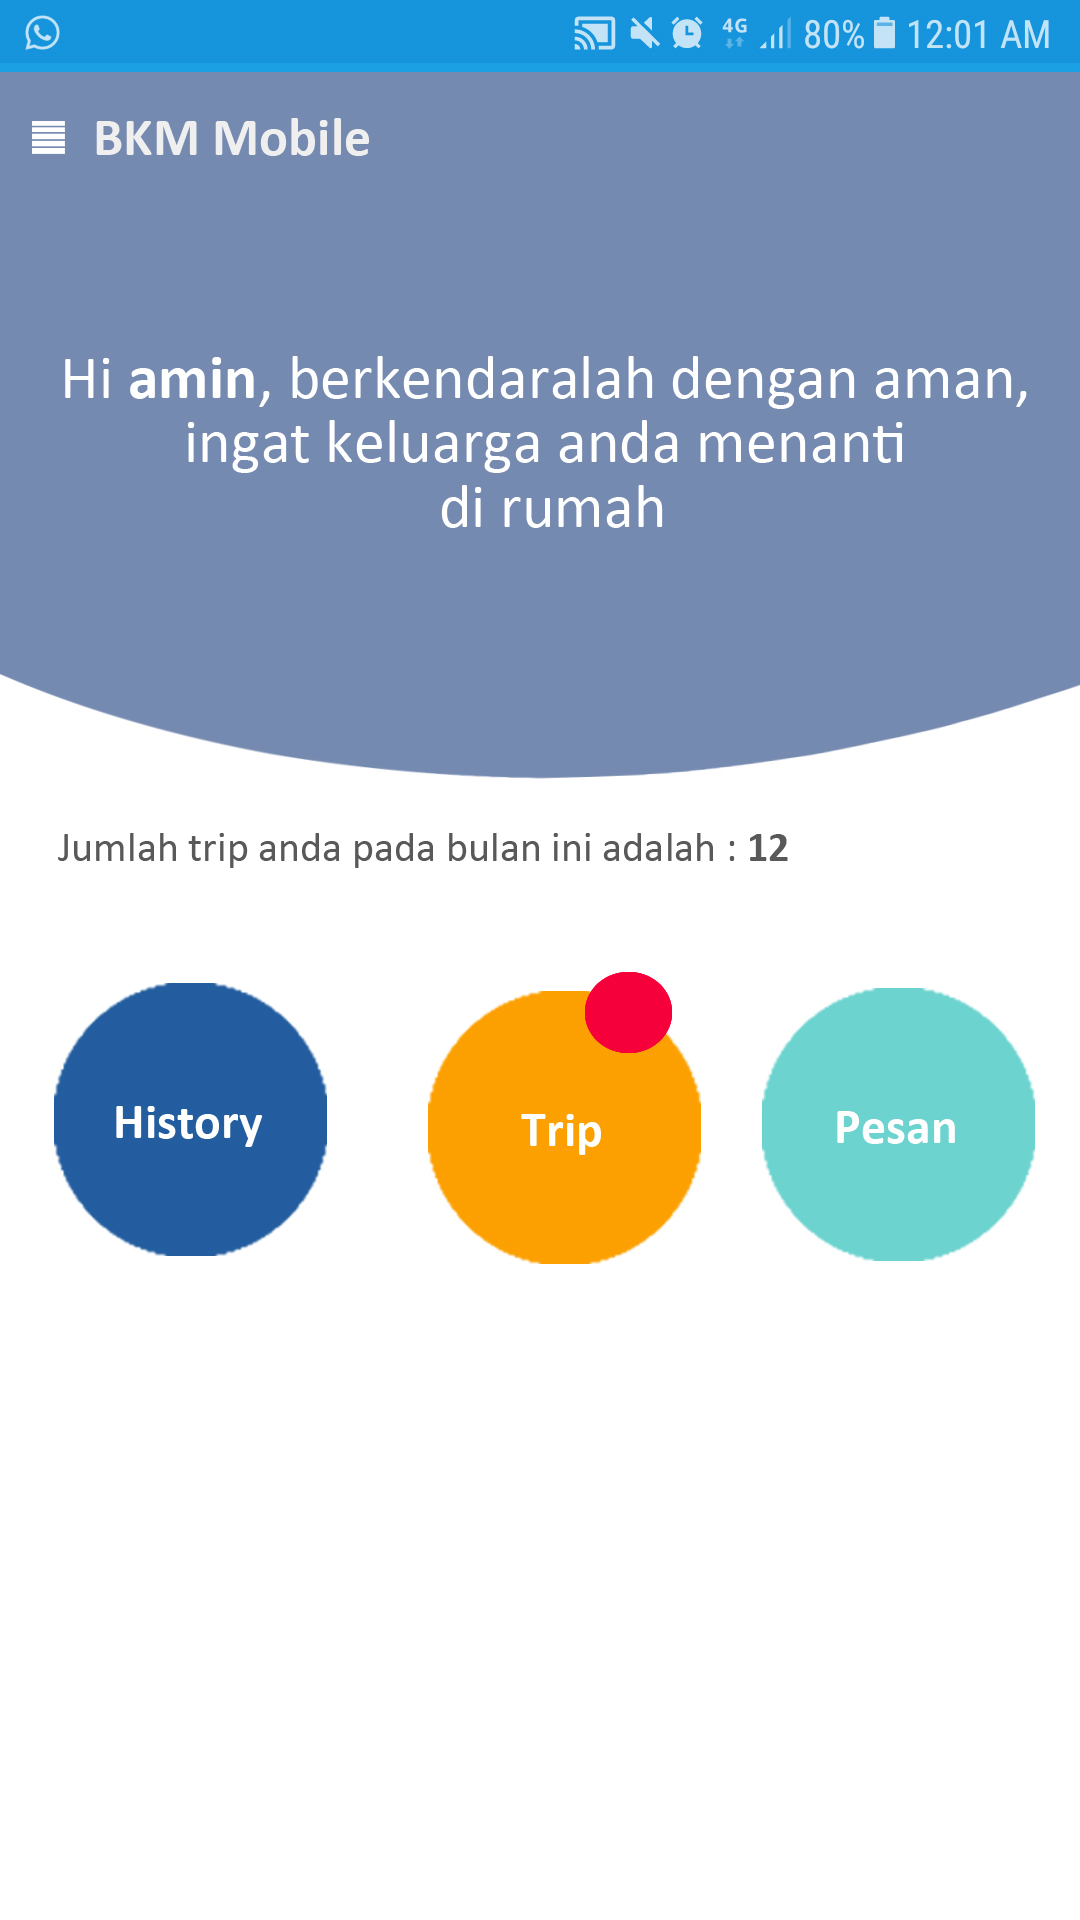 4G 80% 12:01 AM
BKM Mobile
Hi amin, berkendaralah dengan aman,
ingat keluarga anda menanti
di rumah
Jumlah trip anda pada bulan ini adalah : 12
History Trip Pesan